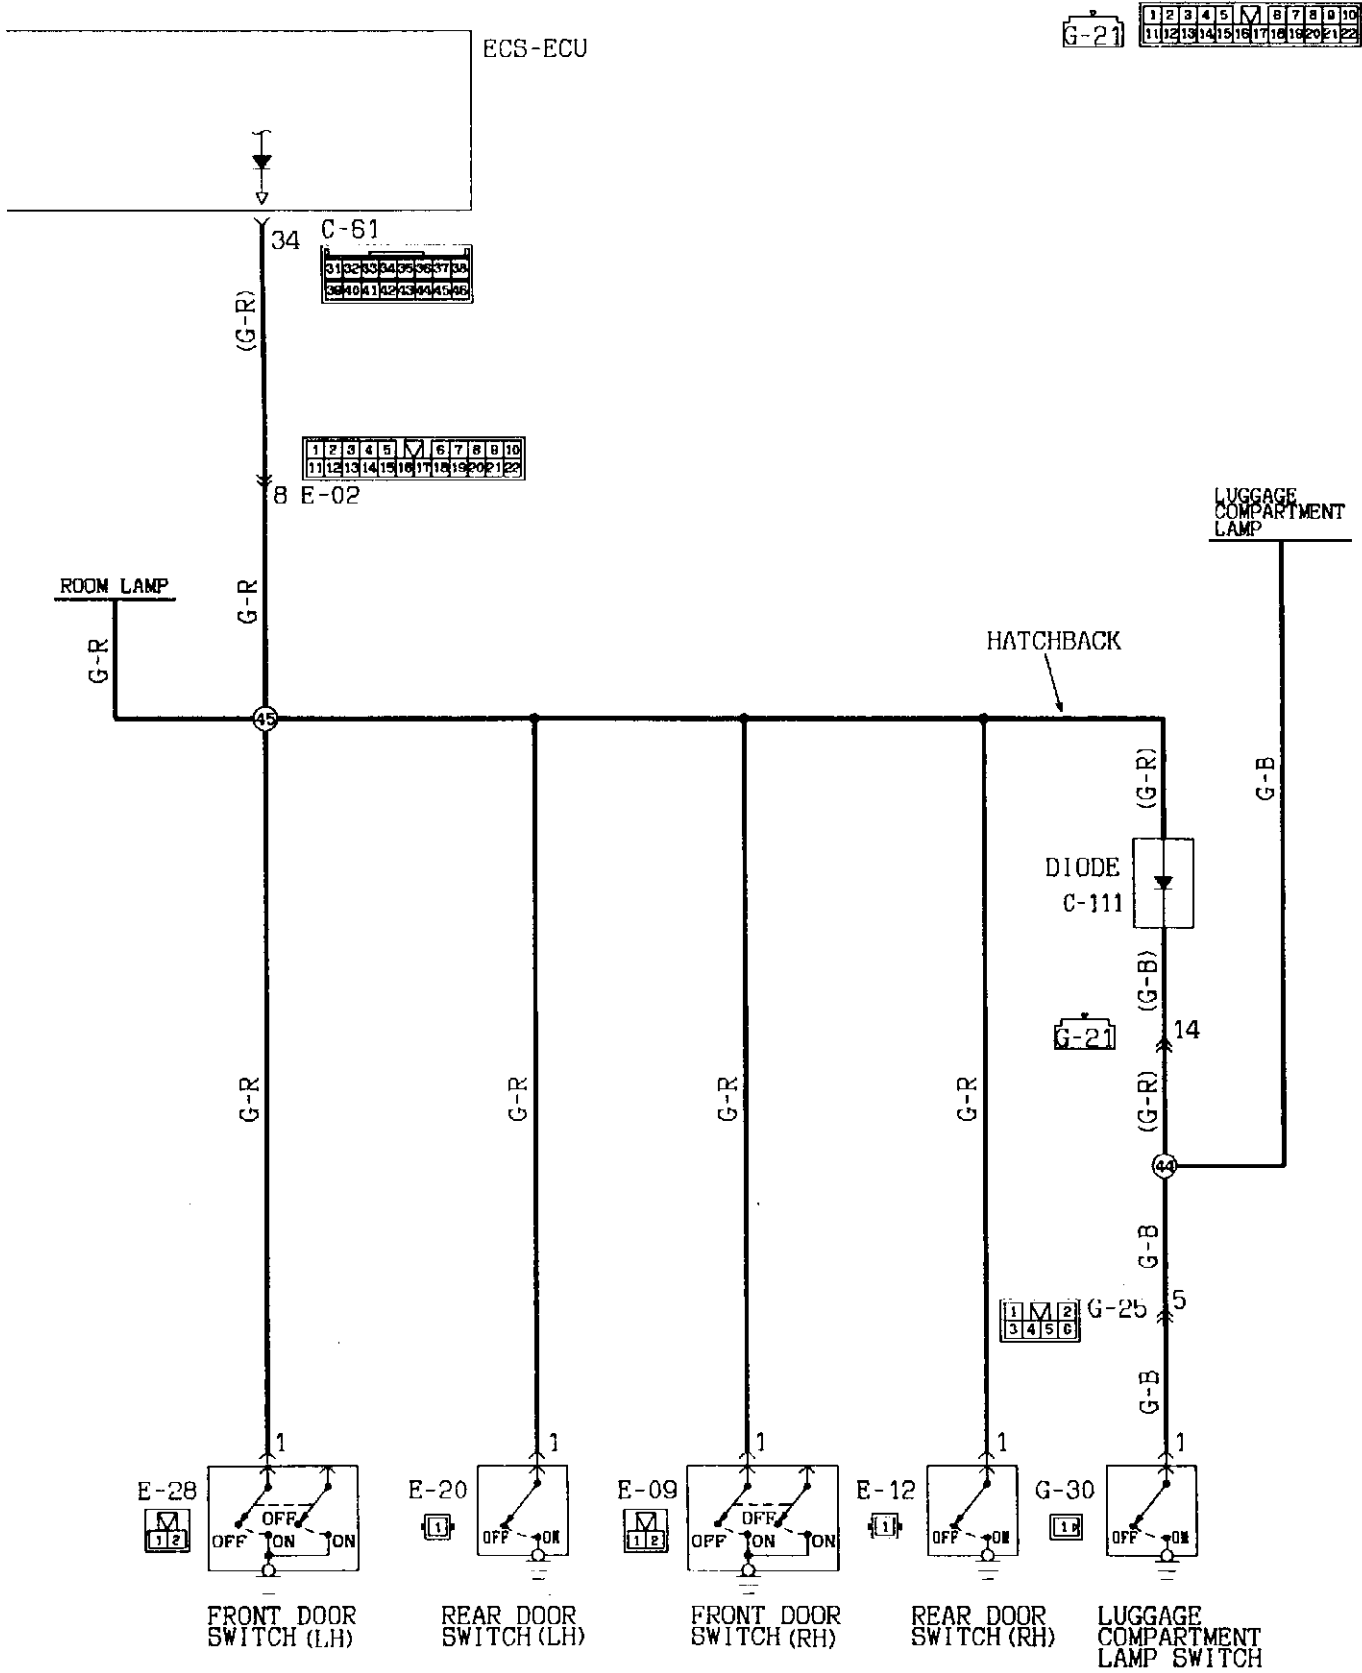 G-21
1 2 3 4 5 6 7 8 9 10
11 12 13 14 15 16 17 18 19 20 21 22
ECS-ECU
34
C-61
31 32 33 34 35 36 37 38
39 40 41 42 43 44 45 46
(G-R)
1 2 3 4 5 6 7 8 9 10
11 12 13 14 15 16 17 18 19 20 21 22
8 E-02
LUGGAGE
COMPARTMENT
LAMP
ROOM LAMP
G-R
G-R
HATCHBACK
45
(G-R)
G-B
DIODE
C-111
(G-B)
G-21
14
G-R
G-R
G-R
G-R
(G-R)
44
G-B
1 2
3 4 5 6
G-25
5
G-B
1
1
1
1
1
E-28
1 2
OFF
OFF
ON
ON
E-20
1
OFF
ON
E-09
1 2
OFF
OFF
ON
ON
E-12
1
OFF
ON
G-30
1
OFF
ON
FRONT DOOR
SWITCH (LH)
REAR DOOR
SWITCH (LH)
FRONT DOOR
SWITCH (RH)
REAR DOOR
SWITCH (RH)
LUGGAGE
COMPARTMENT
LAMP SWITCH